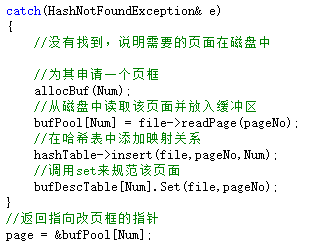 catch(HashNotFoundException& e)
{
//没有找到，说明需要的页面在磁盘中
//为其申请一个页框
allocBuf(Num);
//从磁盘中读取该页面并放入缓冲
bufPool[Num] = file->readPage(pageNo);
//在哈希表中添加映射关系
hashTable->insert(file,pageNo,Num);
//调用set来规范该页面
bufDescTable[Num].Set(file,pageNo);
}
//返回指向改页框的指针
page = &bufPool[Num];